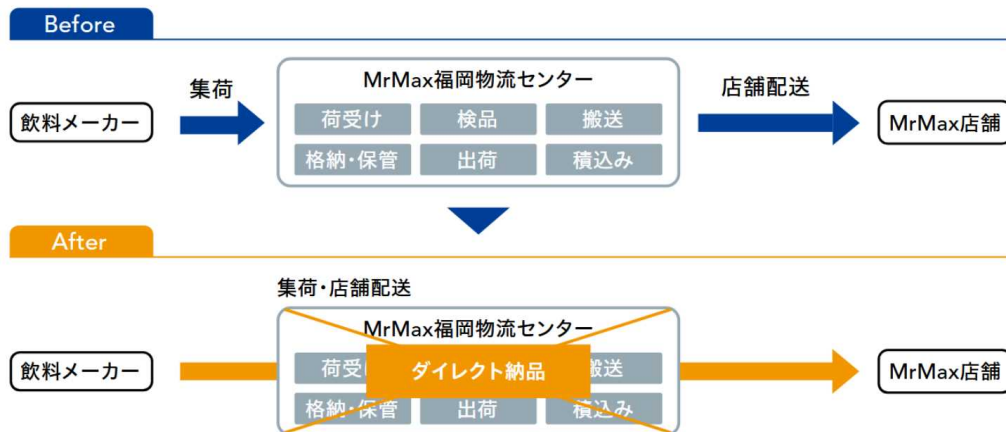 Before
集荷
MrMax福岡物流センター
店舗配送
飲料メーカー
荷受け 検品 搬送
MrMax店舗
格納・保管 出荷 積込み
After
集荷・店舗配送
MrMax福岡物流センター
飲料メーカー
荷受 ダイレクト納品 搬送
MrMax店舗
格納・保管 出荷 積込み